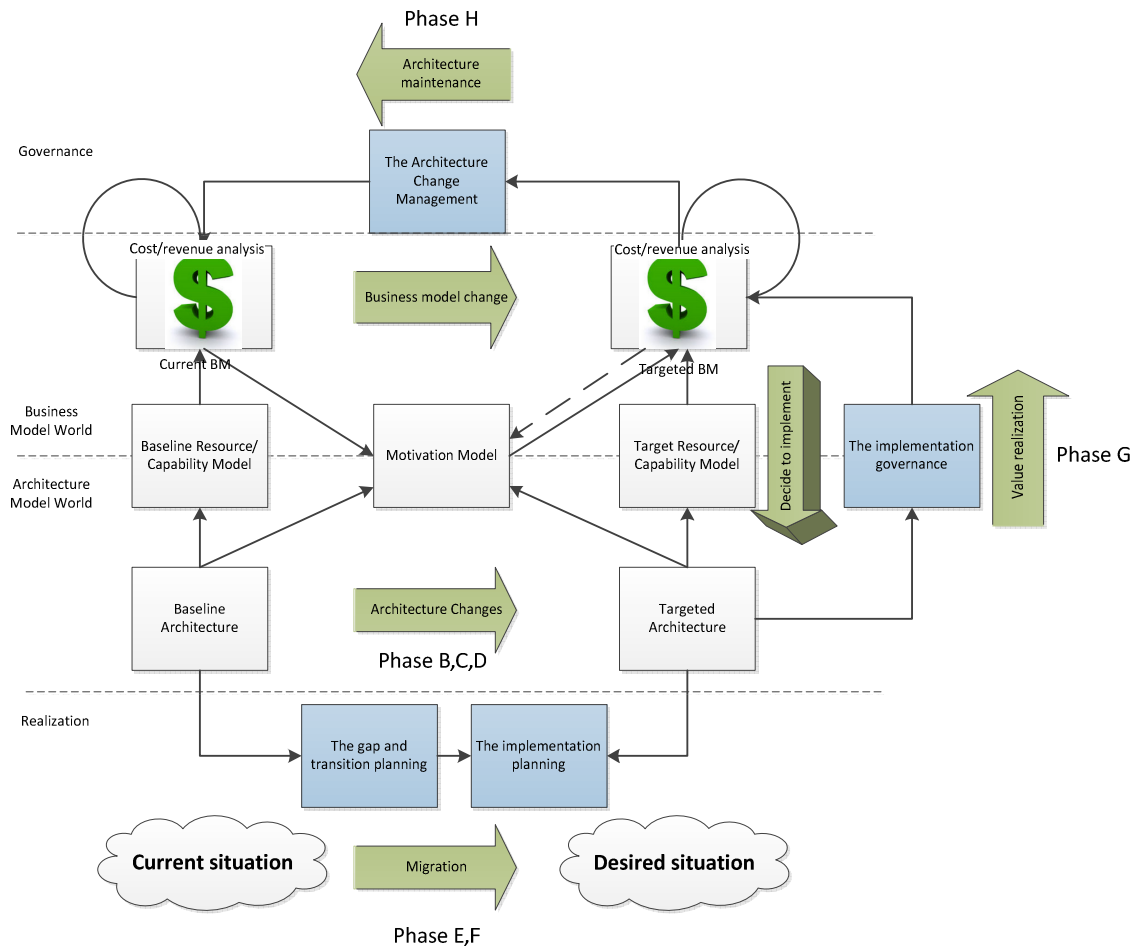 Phase H
Architecture
maintenance
Governance
The Architecture
Change
Management
Cost/revenue analysis
Cost/revenue analysis
Business model change
Current BM
Targeted BM
Business
Model World
Baseline Resource/
Capability Model
Motivation Model
Target Resource/
Capability Model
Decide to implement
The implementation
governance
Value realization
Phase G
Architecture
Model World
Baseline
Architecture
Architecture Changes
Targeted
Architecture
Phase B,C,D
Realization
The gap and
transition planning
The implementation
planning
Current situation
Migration
Desired situation
Phase E,F